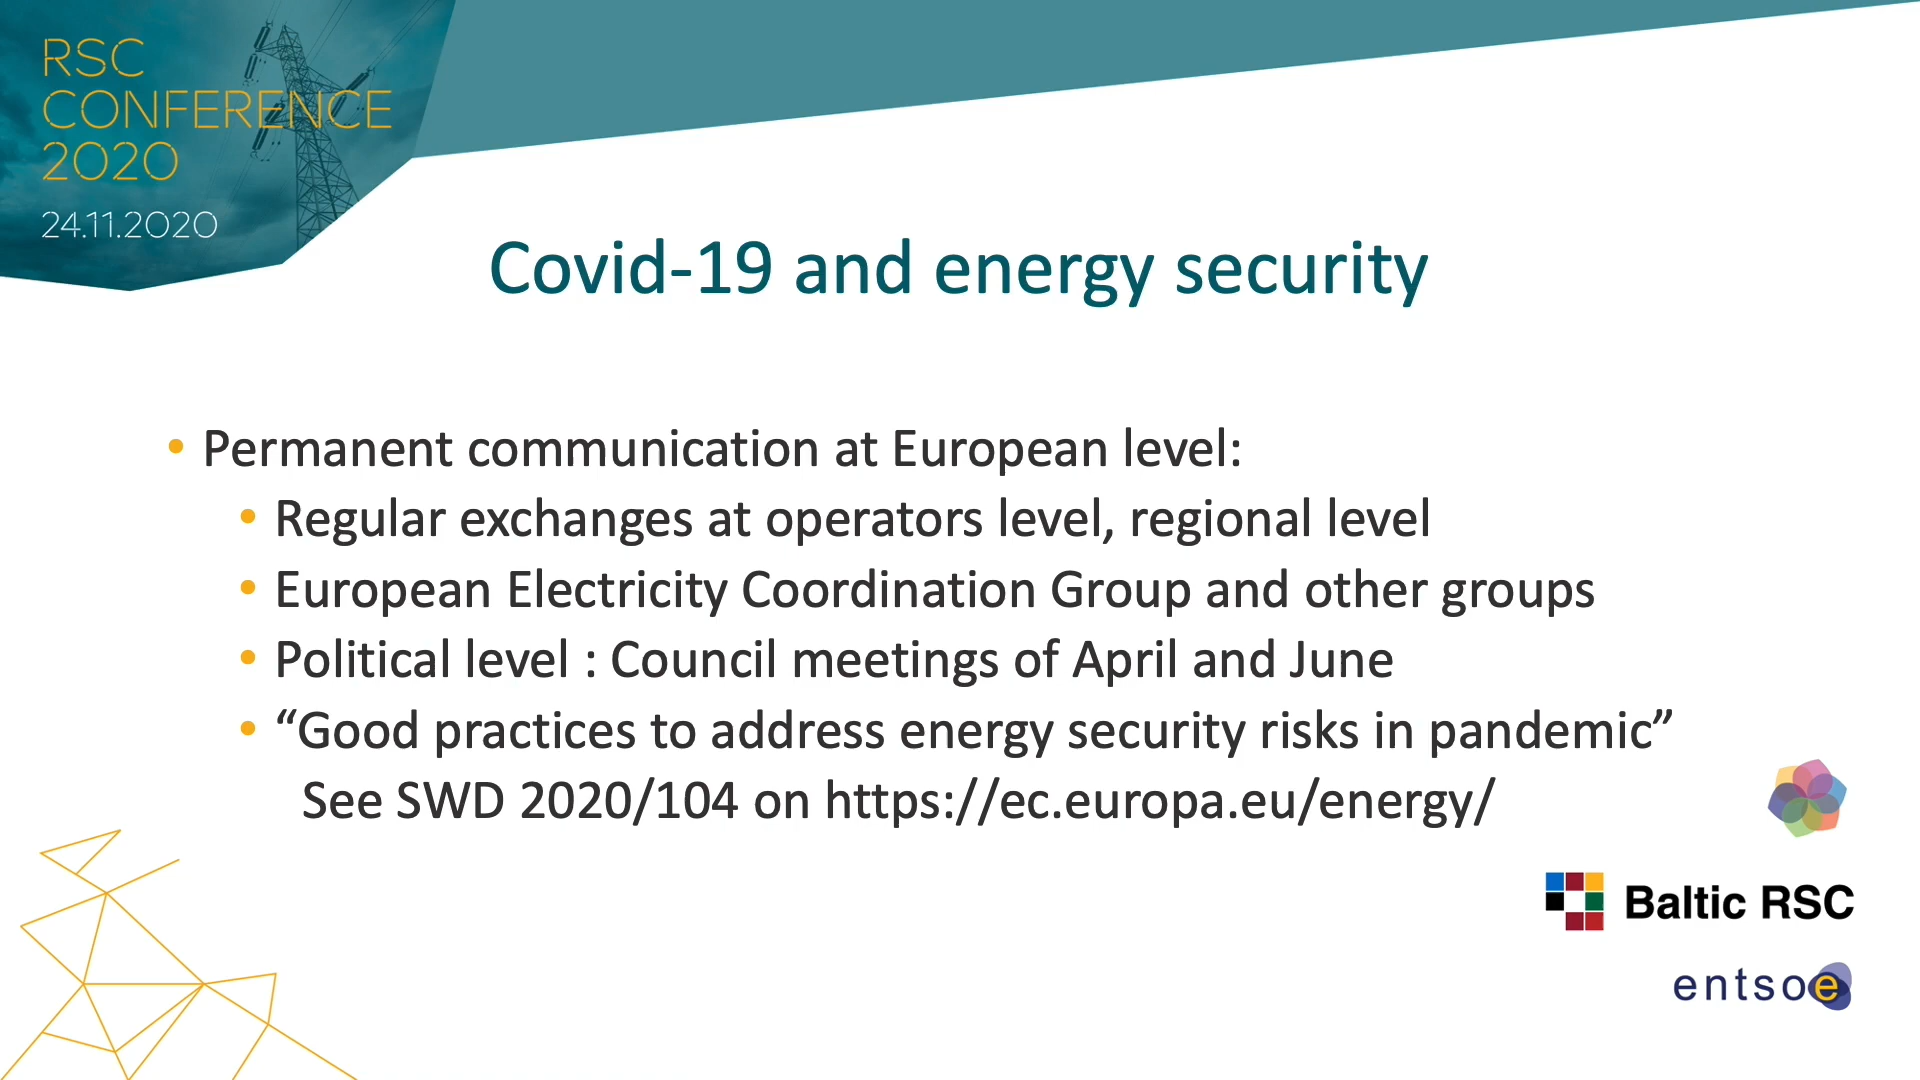 RSC
CONFERENCE
2020
24.11.2020
Covid-19 and energy security
• Permanent communication at European level:
• Regular exchanges at operators level, regional level
• European Electricity Coordination Group and other groups
• Political level : Council meetings of April and June
• “Good practices to address energy security risks in pandemic”
See SWD 2020/104 on https://ec.europa.eu/energy/
Baltic RSC
entsoe